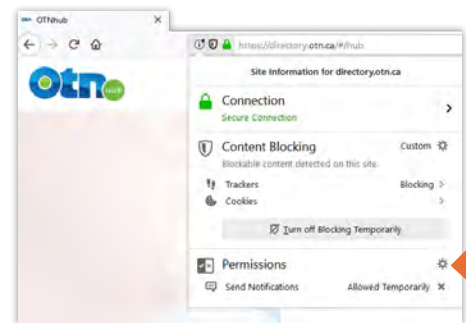 OTNhub
https://directory.otn.ca/#/hub
otn HUB
Site Information for directory.otn.ca
Connection
Secure Connection
Content Blocking Custom
Blockable content detected on this site.
Trackers Blocking
Cookies
Turn off Blocking Temporarily
Permissions
Send Notifications Allowed Temporarily